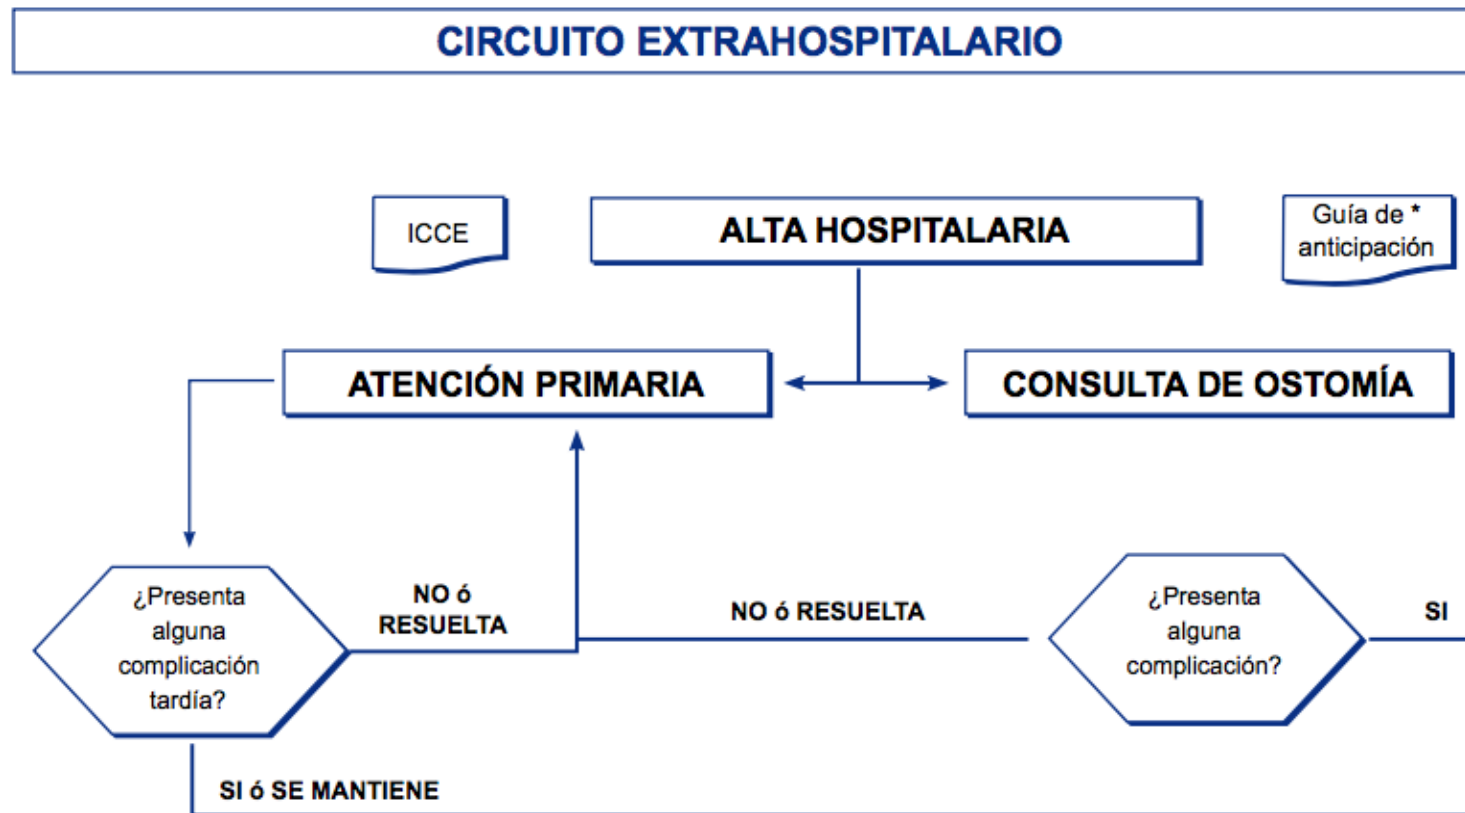 CIRCUITO EXTRAHOSPITALARIO
ICCE
ALTA HOSPITALARIA
Guía de *
anticipación
ATENCIÓN PRIMARIA
CONSULTA DE OSTOMÍA
¿Presenta
alguna
complicación
tardía?
NO ó
RESUELTA
NO ó RESUELTA
¿Presenta
alguna
complicación?
SI
SI ó SE MANTIENE